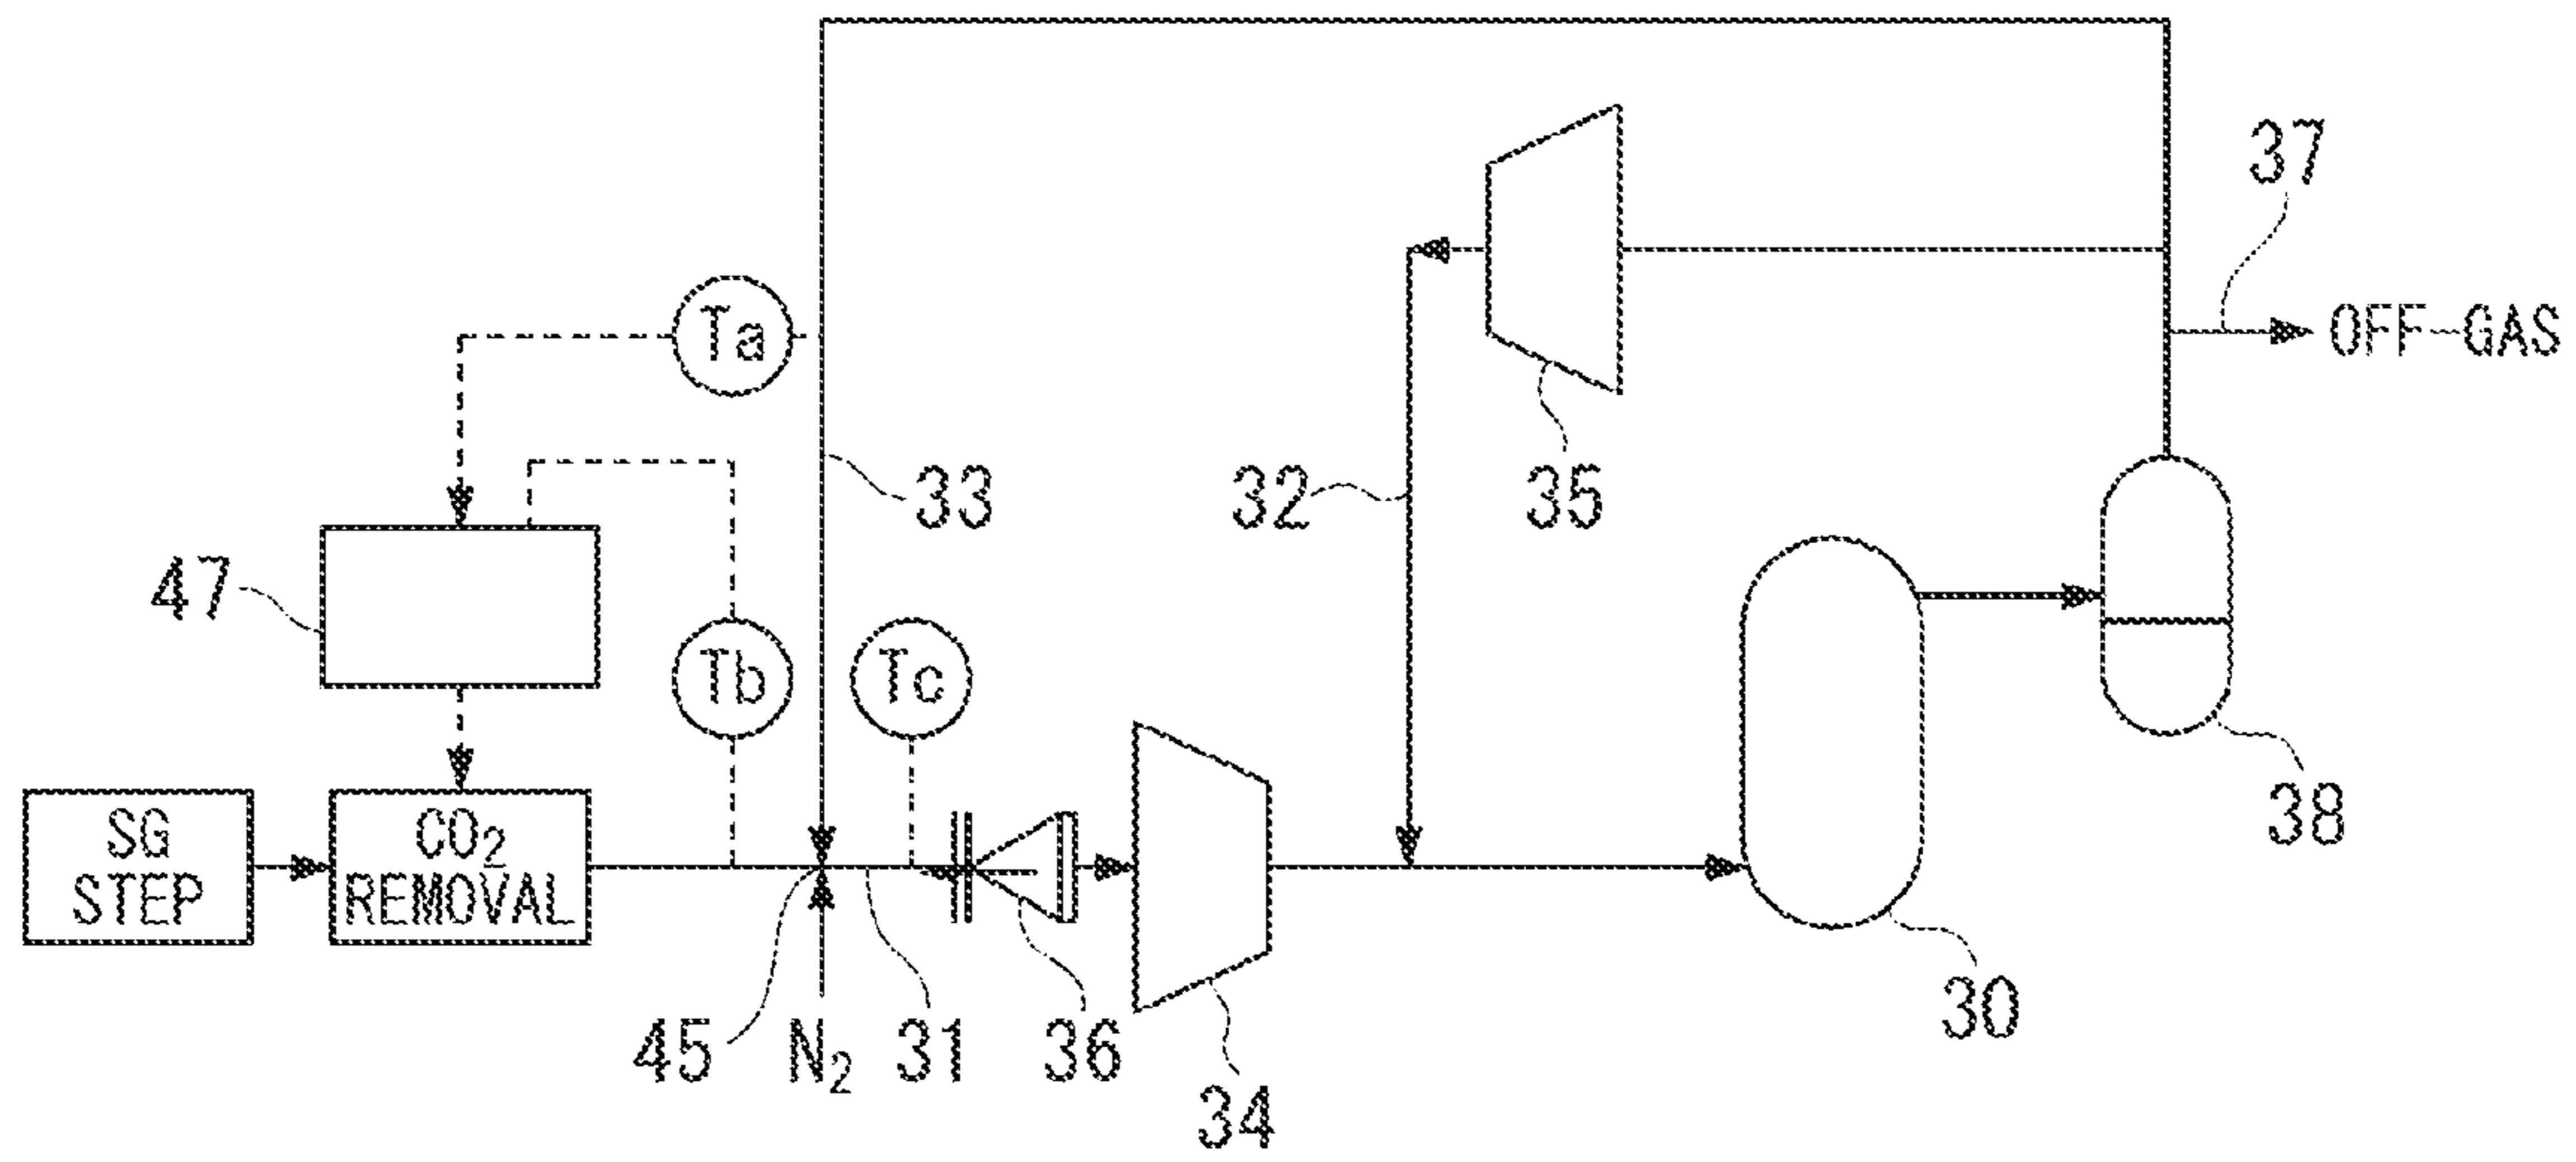 37
OFF-GAS
Ta
33
32
35
47
Tb
Tc
38
SG
STEP
CO₂
REMOVAL
45
N₂
31
36
34
30